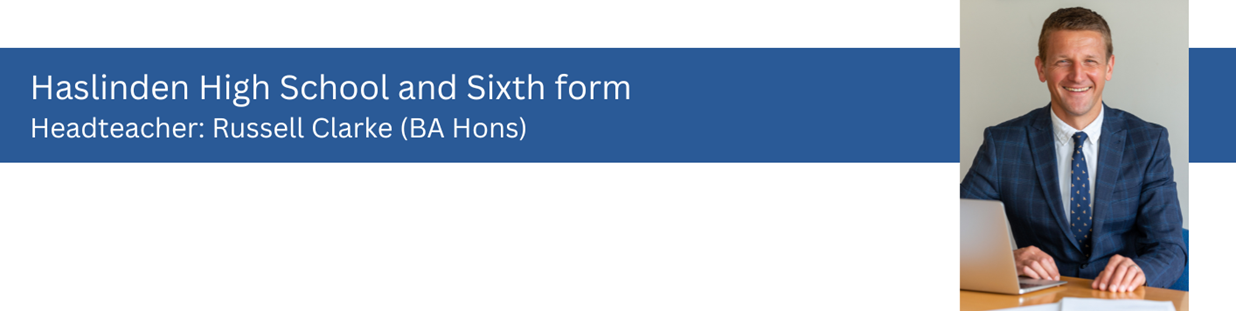 Haslinden High School and Sixth form
Headteacher: Russell Clarke (BA Hons)